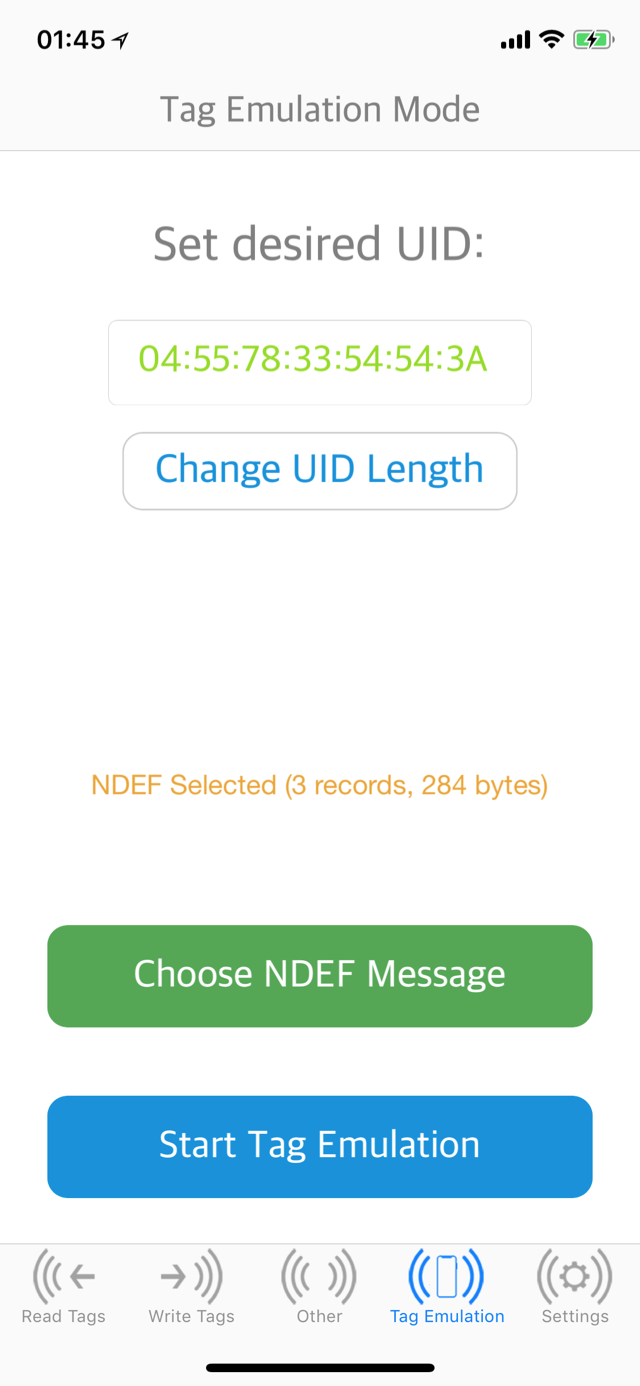 01:45
Tag Emulation Mode
Set desired UID:
04:55:78:33:54:54:3A
Change UID Length
NDEF Selected (3 records, 284 bytes)
Choose NDEF Message
Start Tag Emulation
Read Tags Write Tags Other Tag Emulation Settings